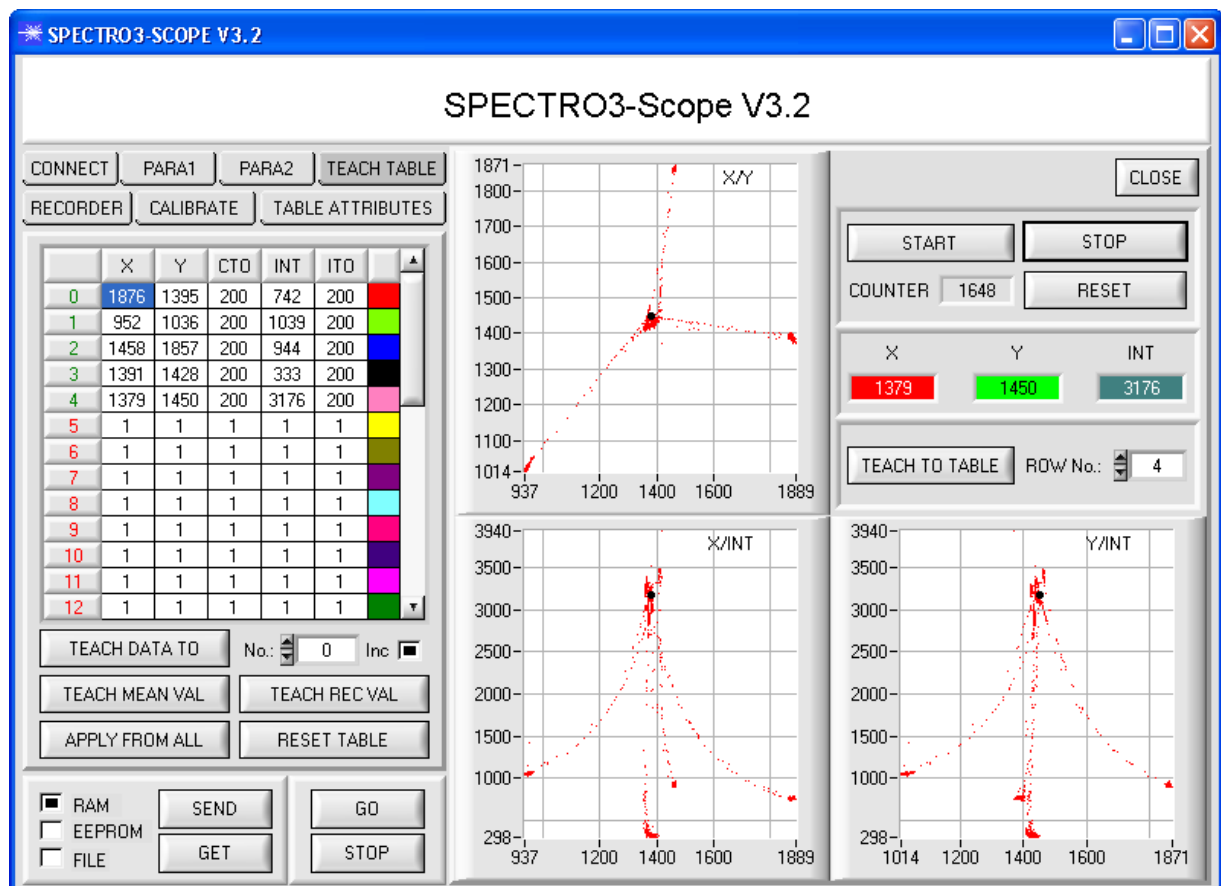 SPECTRO3-SCOPE V3.2
SPECTRO3-Scope V3.2
CONNECT PARA1 PARA2 TEACH TABLE
RECORDER CALIBRATE TABLE ATTRIBUTES
X Y CTO INT ITO
0 1876 1395 200 742 200
1 952 1036 200 1039 200
2 1458 1857 200 944 200
3 1391 1428 200 333 200
4 1379 1450 200 3176 200
5 1 1 1 1 1
6 1 1 1 1 1
7 1 1 1 1 1
8 1 1 1 1 1
9 1 1 1 1 1
10 1 1 1 1 1
11 1 1 1 1 1
12 1 1 1 1 1
TEACH DATA TO No.: 0 Inc
TEACH MEAN VAL TEACH REC VAL
APPLY FROM ALL RESET TABLE
RAM
EEPROM
FILE
SEND
GET
GO
STOP
X/Y
1871
1800
1700
1600
1500
1400
1300
1200
1100
1014
937 1200 1400 1600 1889
CLOSE
START STOP
COUNTER 1648 RESET
X Y INT
1379 1450 3176
TEACH TO TABLE ROW No.: 4
X/INT
3940
3500
3000
2500
2000
1500
1000
298
937 1200 1400 1600 1889
Y/INT
3940
3500
3000
2500
2000
1500
1000
298
1014 1200 1400 1600 1871